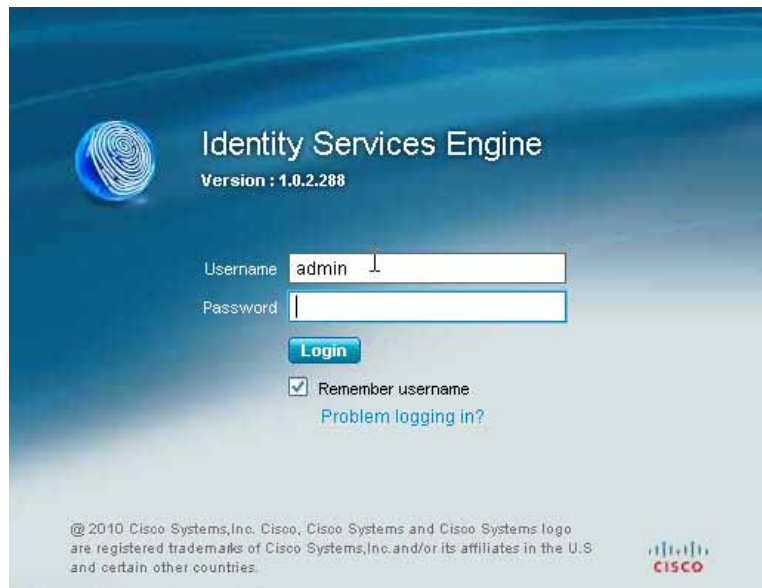 Identity Services Engine
Version : 1.0.2.288
Username admin
Password
Login
Remember username
Problem logging in?
@ 2010 Cisco Systems,Inc. Cisco, Cisco Systems and Cisco Systems logo
are registered trademarks of Cisco Systems,Inc.and/or its affiliates in the U.S
and certain other countries.
CISCO